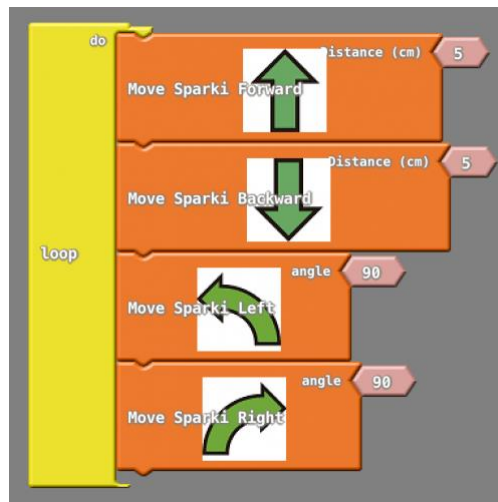 do
Distance (cm) 5
Move Sparki Forward
Distance (cm) 5
Move Sparki Backward
loop
angle 90
Move Sparki Left
angle 90
Move Sparki Right